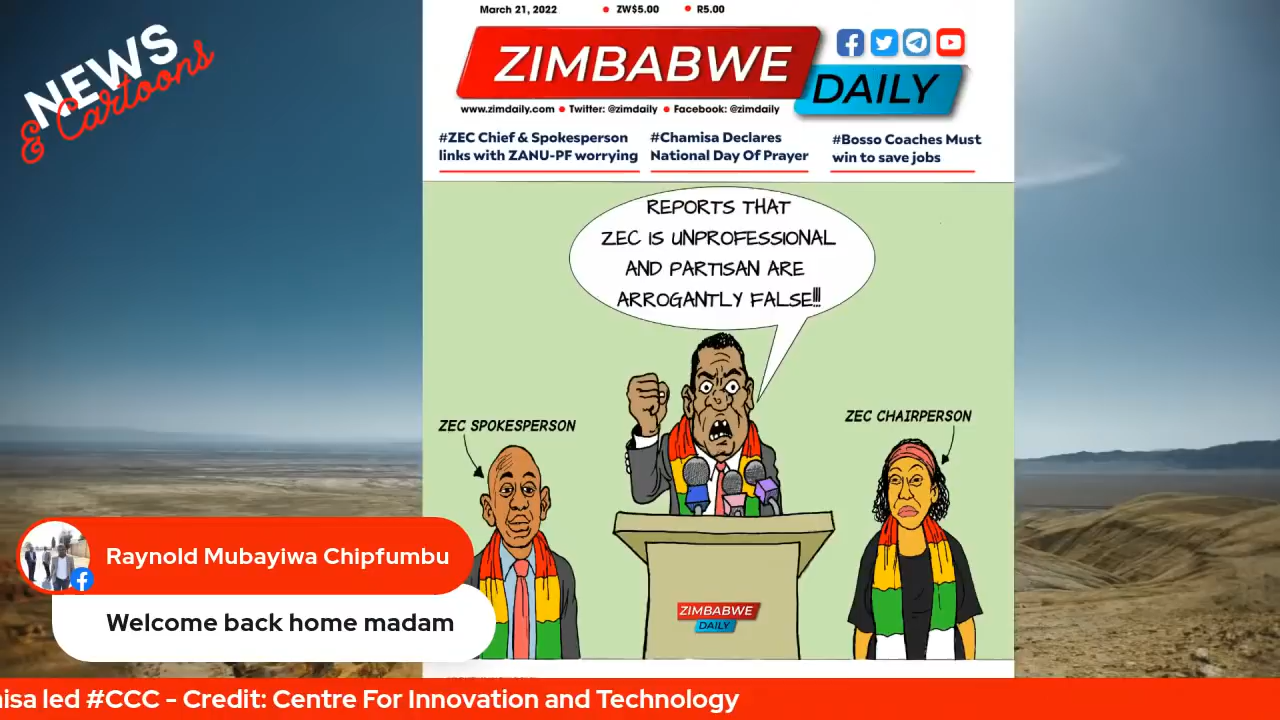 NEWS
& Cartoons
March 21, 2022 • ZW$5.00 • R5.00
ZIMBABWE
DAILY
www.zimdaily.com • Twitter: @zimdaily • Facebook: @zimdaily
#ZEC Chief & Spokesperson
links with ZANU-PF worrying
#Chamisa Declares
National Day Of Prayer
#Bosso Coaches Must
win to save jobs
REPORTS THAT
ZEC IS UNPROFESSIONAL
AND PARTISAN ARE
ARROGANTLY FALSE!!!
ZEC SPOKESPERSON
ZEC CHAIRPERSON
ZIMBABWE
DAILY
Raynold Mubayiwa Chipfumbu
Welcome back home madam
led #CCC - Credit: Centre For Innovation and Technology